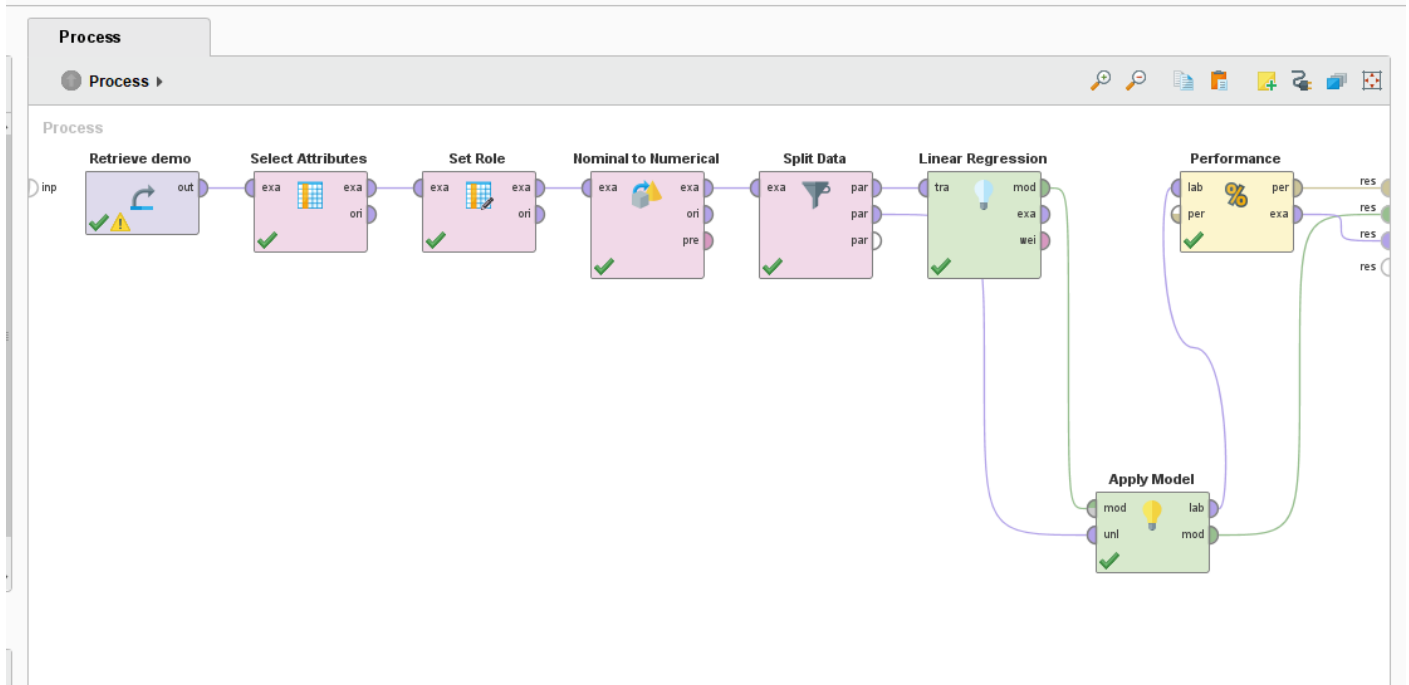 Process
Process
Process
Retrieve demo
Select Attributes
Set Role
Nominal to Numerical
Split Data
Linear Regression
Performance
inp
out
exa
exa
ori
exa
exa
ori
exa
exa
ori
pre
exa
par
par
par
tra
mod
exa
wei
lab
per
per
exa
res
res
res
res
Apply Model
mod
lab
unl
mod